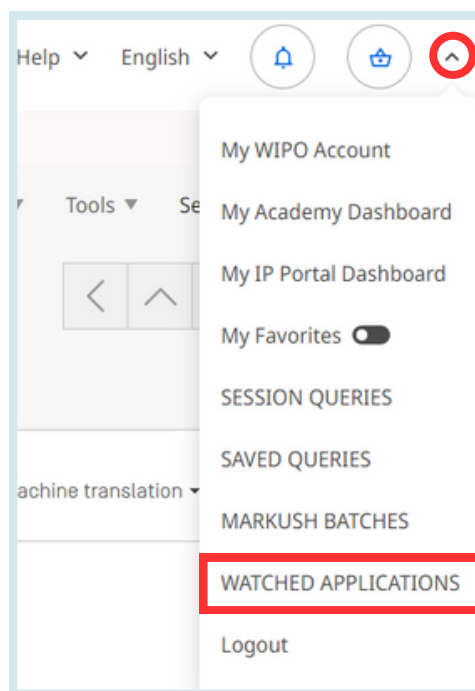 Help English
My WIPO Account
Tools Se
My Academy Dashboard
My IP Portal Dashboard
My Favorites
SESSION QUERIES
SAVED QUERIES
achine translation
MARKUSH BATCHES
WATCHED APPLICATIONS
Logout